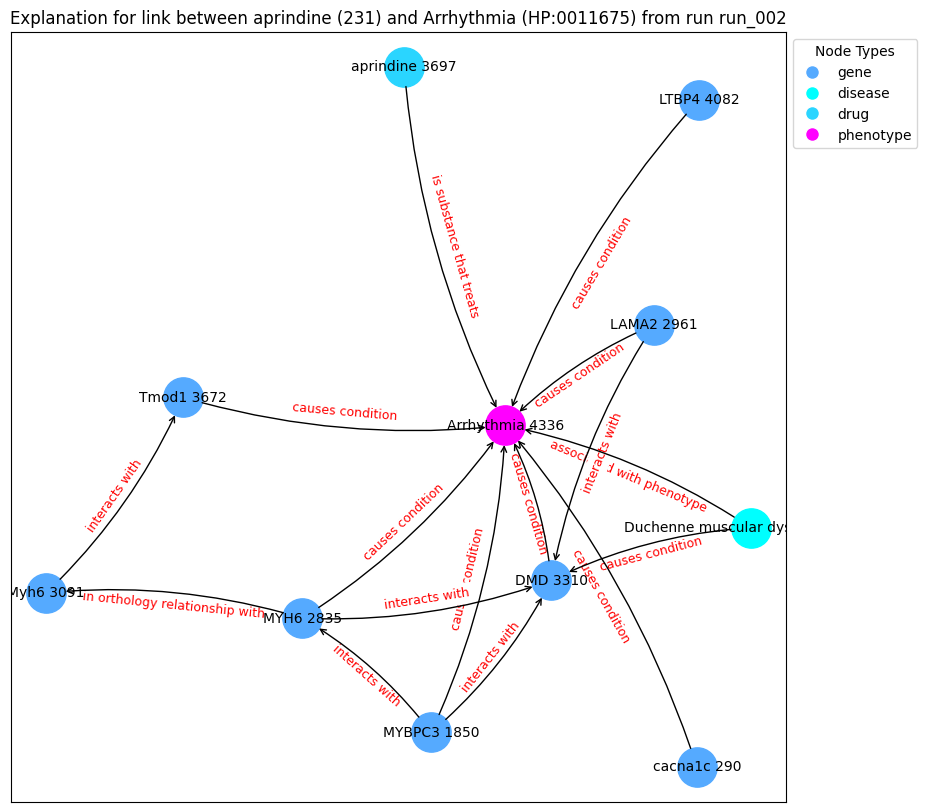 Explanation for link between aprindine (231) and Arrhythmia (HP:0011675) from run run_002
Node Types
gene
disease
drug
phenotype
aprindine 3697
LTBP4 4082
is substance that treats
causes condition
LAMA2 2961
causes condition
Tmod1 3672
causes condition
Arrhythmia 4336
interacts with
associated with phenotype
causes condition
interacts with
causes condition
Duchenne muscular dys
causes condition
DMD 3310
causes condition
causes condition
Myh6 3091
in orthology relationship with
interacts with
MYH6 2835
interacts with
interacts with
MYBPC3 1850
cacna1c 290